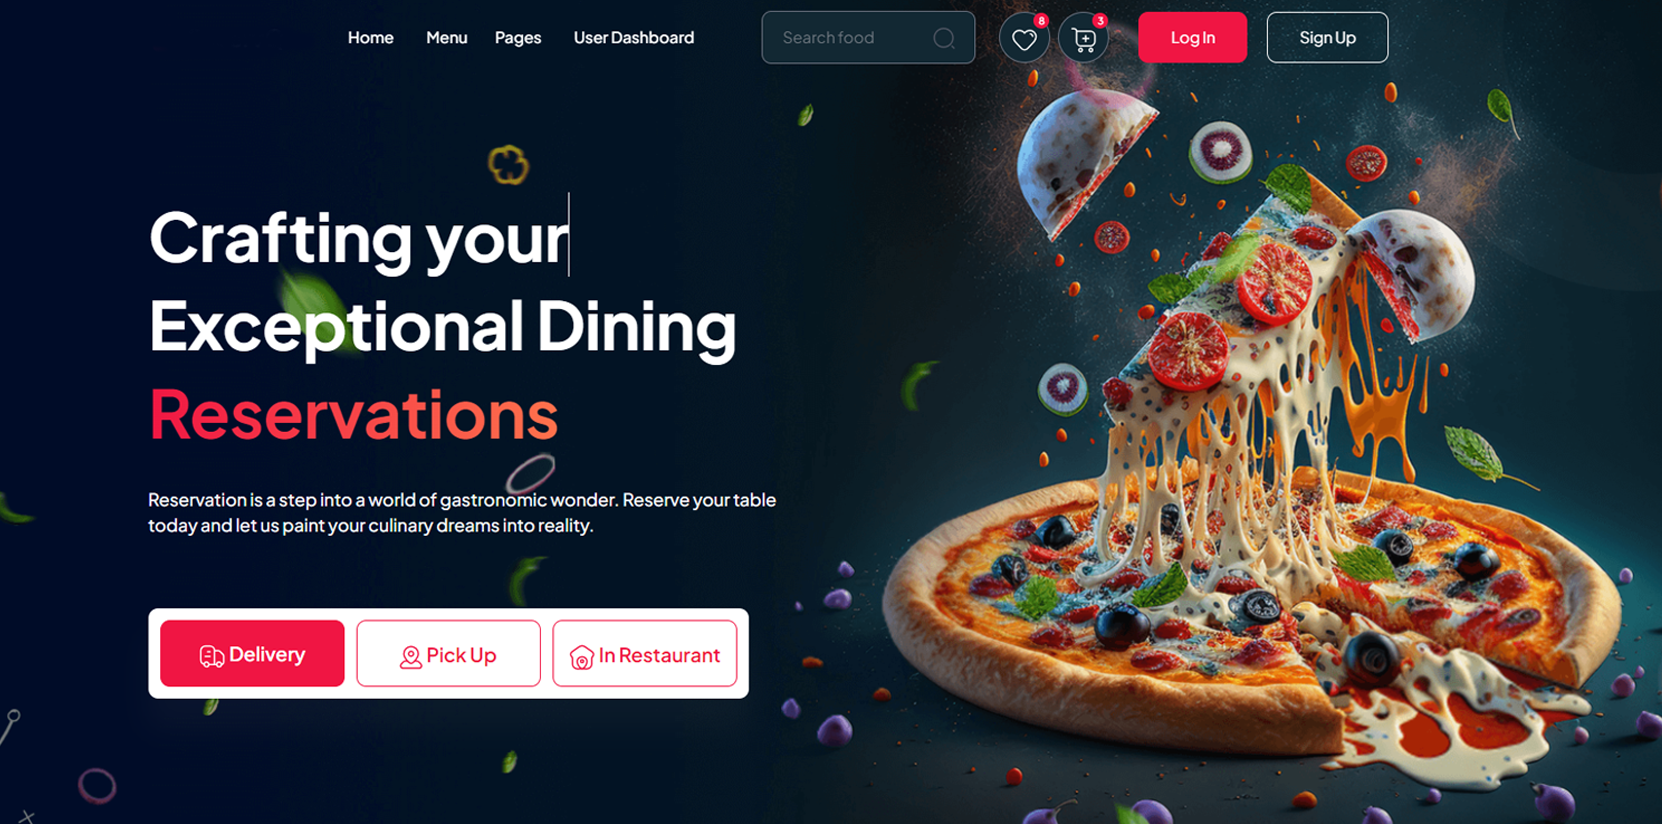 Home Menu Pages User Dashboard Search food 8 3 Log In Sign Up
Crafting your
Exceptional Dining
Reservations
Reservation is a step into a world of gastronomic wonder. Reserve your table
today and let us paint your culinary dreams into reality.
Delivery Pick Up In Restaurant